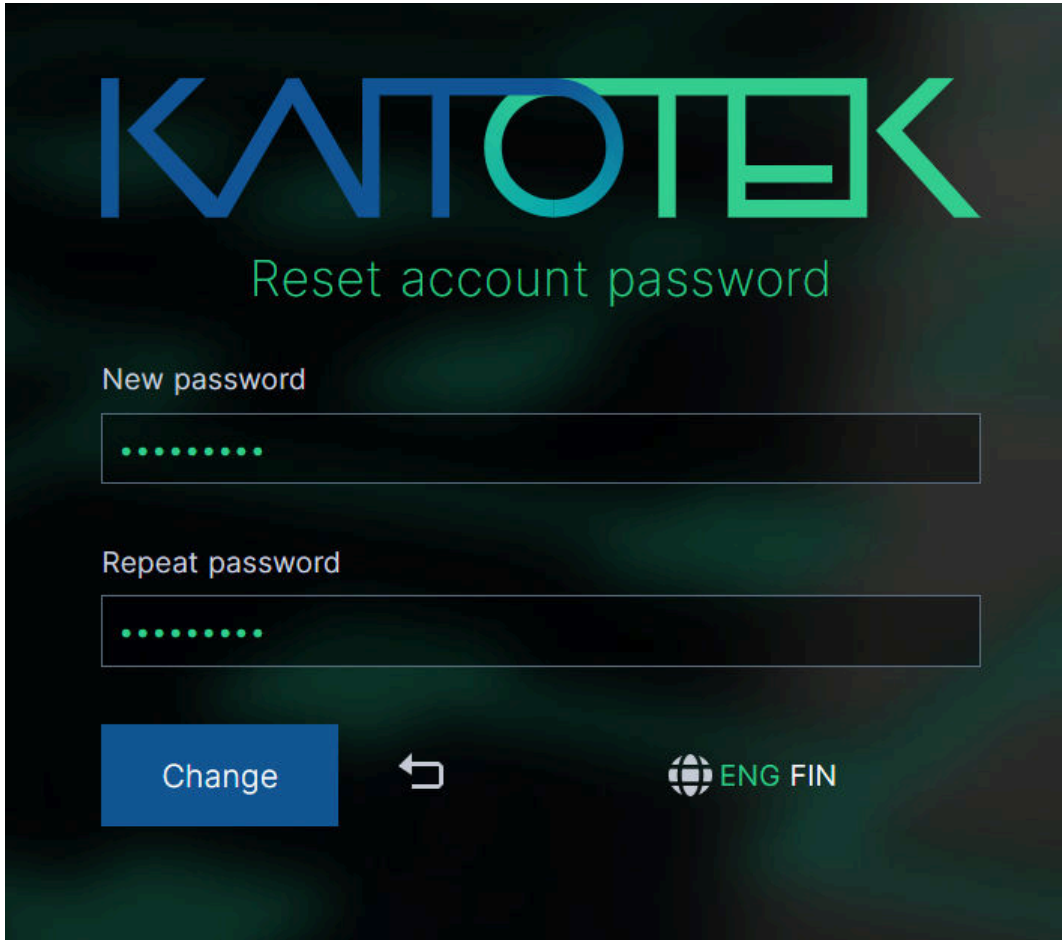 KAITOTEK
Reset account password
New password
•••••••••
Repeat password
•••••••••
Change
ENG FIN